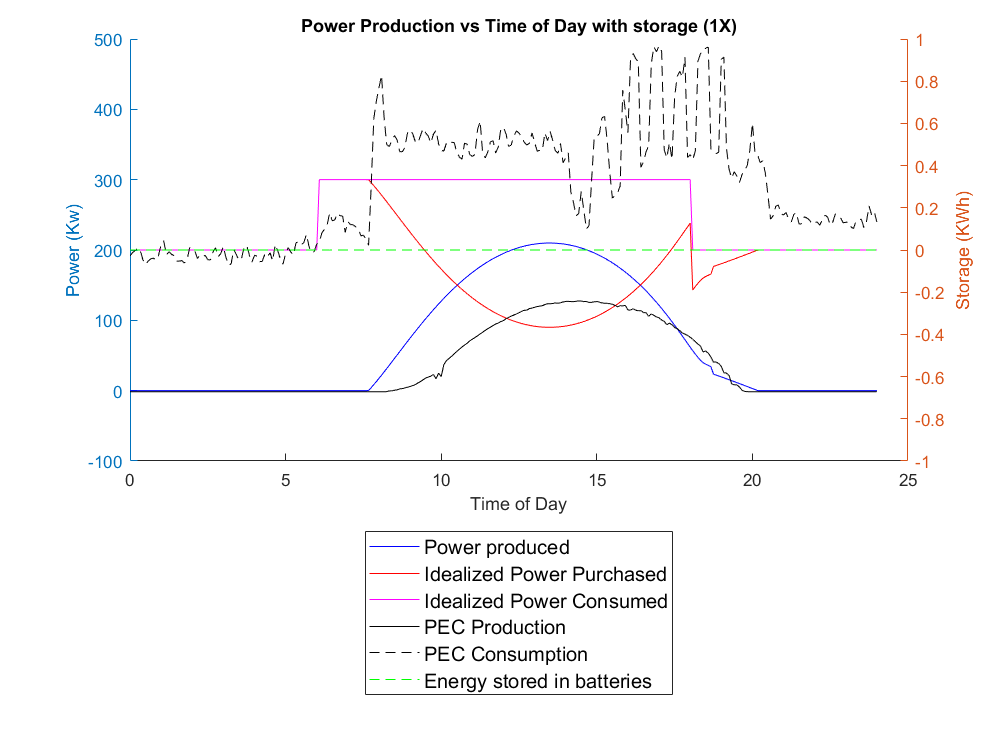 Power Production vs Time of Day with storage (1X)
500
400
300
200
100
0
-100
Power (Kw)
1
0.8
0.6
0.4
0.2
0
-0.2
-0.4
-0.6
-0.8
-1
Storage (KWh)
0 5 10 15 20 25
Time of Day
Power produced
Idealized Power Purchased
Idealized Power Consumed
PEC Production
PEC Consumption
Energy stored in batteries